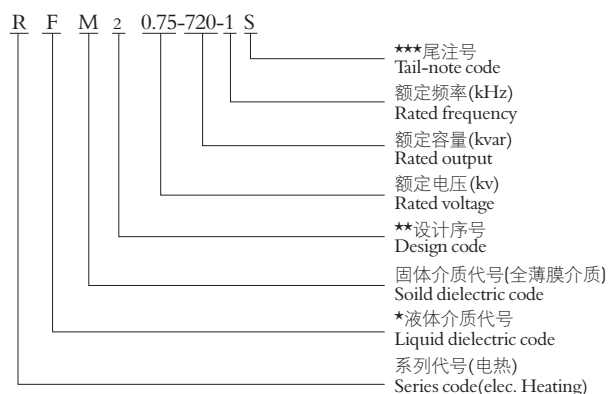 R F M 2 0.75-720-1 S
★★★尾注号
Tail-note code
额定频率(kHz)
Rated frequency
额定容量(kvar)
Rated output
额定电压(kv)
Rated voltage
★★设计序号
Design code
固体介质代号(全薄膜介质)
Soild dielectric code
★液体介质代号
Liquid dielectric code
系列代号(电热)
Series code(elec. Heating)